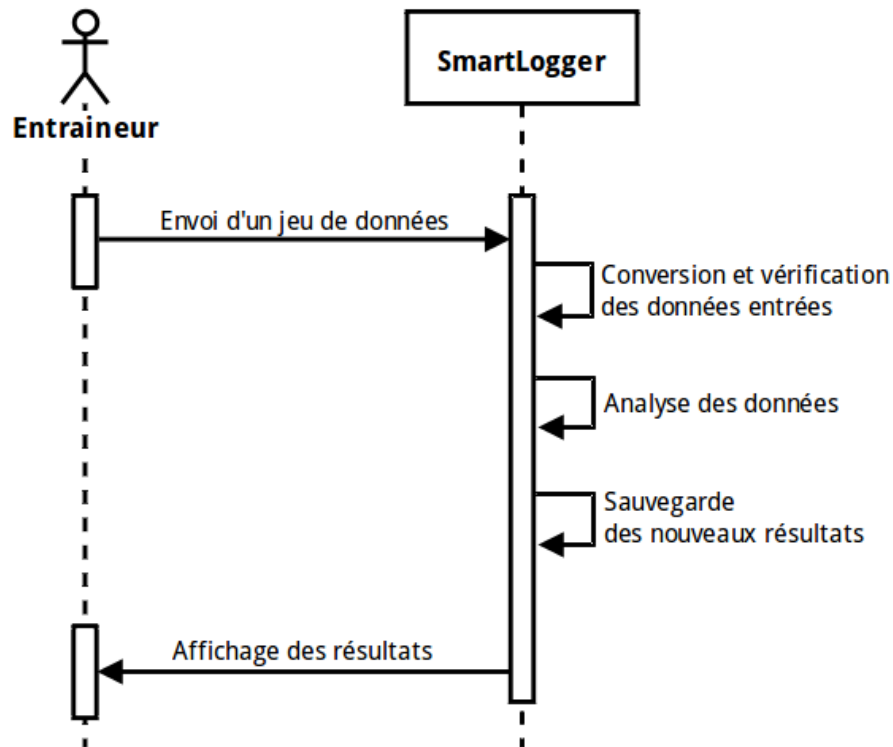 SmartLogger
Entraineur
Envoi d'un jeu de données
Conversion et vérification
des données entrées
Analyse des données
Sauvegarde
des nouveaux résultats
Affichage des résultats